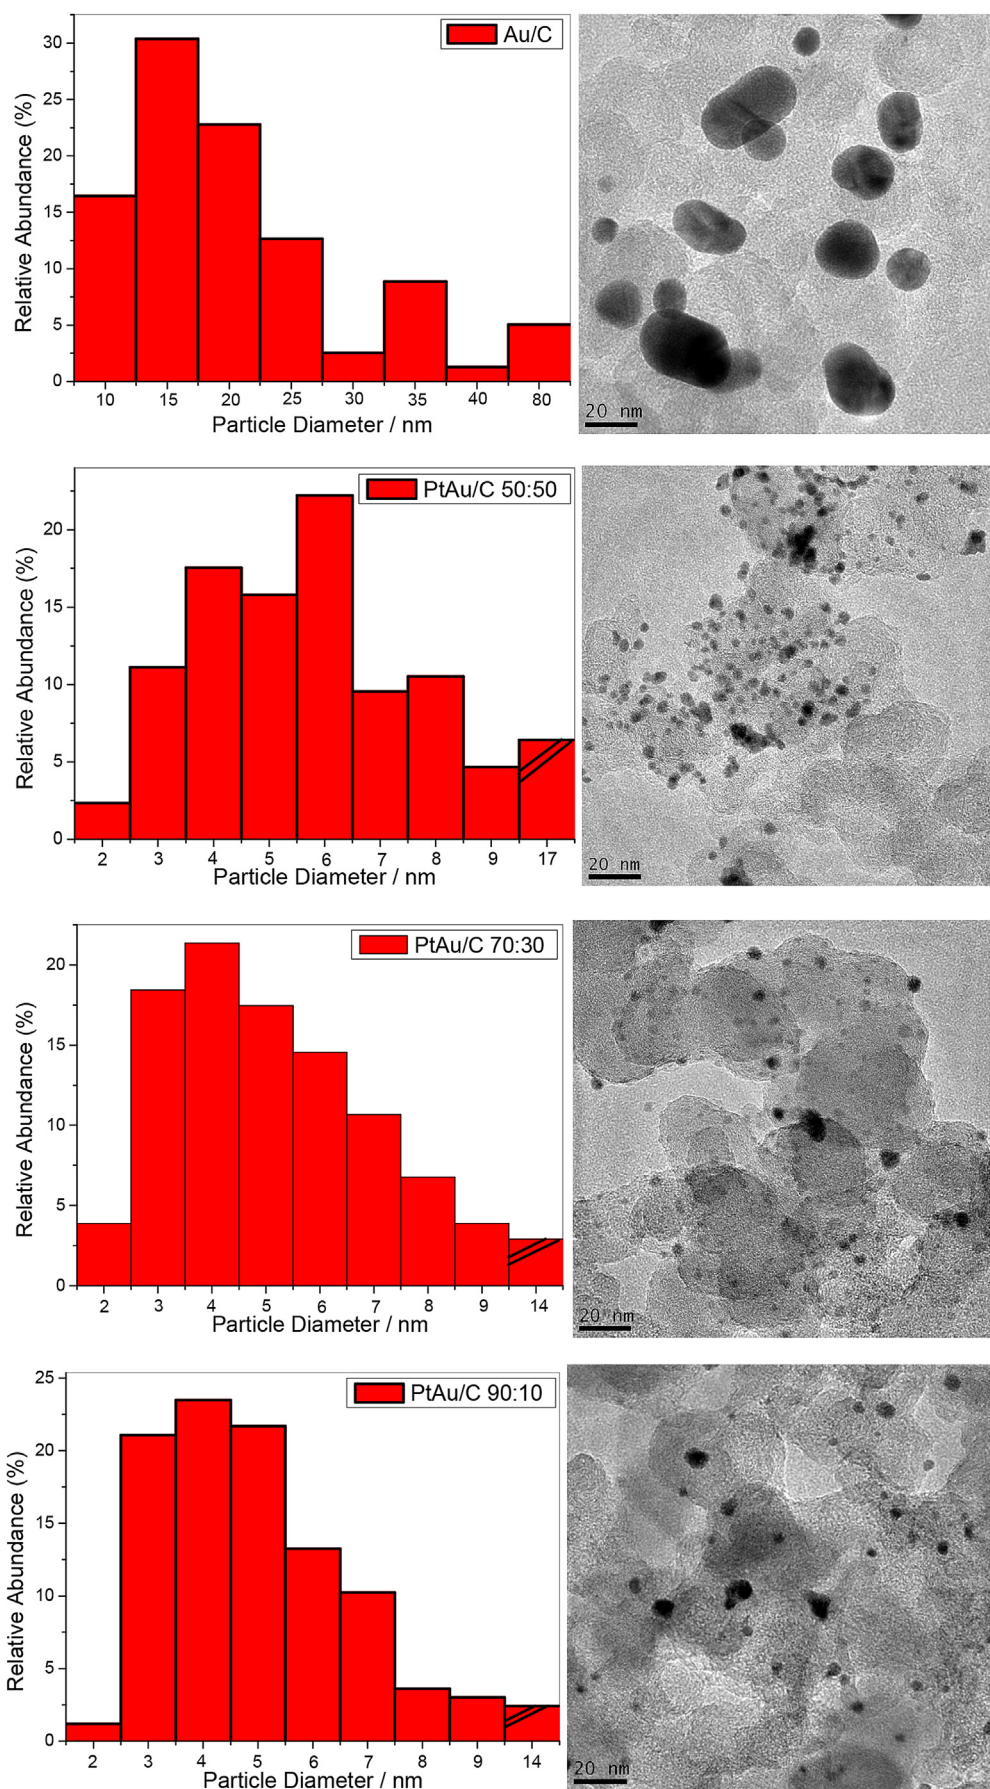 Au/C
30
25
20
15
10
5
0
Relative Abundance (%)
10 15 20 25 30 35 40 80
Particle Diameter / nm
20 nm
PtAu/C 50:50
20
15
10
5
0
Relative Abundance (%)
2 3 4 5 6 7 8 9 17
Particle Diameter / nm
20 nm
PtAu/C 70:30
20
15
10
5
0
Relative Abundance (%)
2 3 4 5 6 7 8 9 14
Particle Diameter / nm
20 nm
PtAu/C 90:10
25
20
15
10
5
0
Relative Abundance (%)
2 3 4 5 6 7 8 9 14
Particle Diameter / nm
20 nm